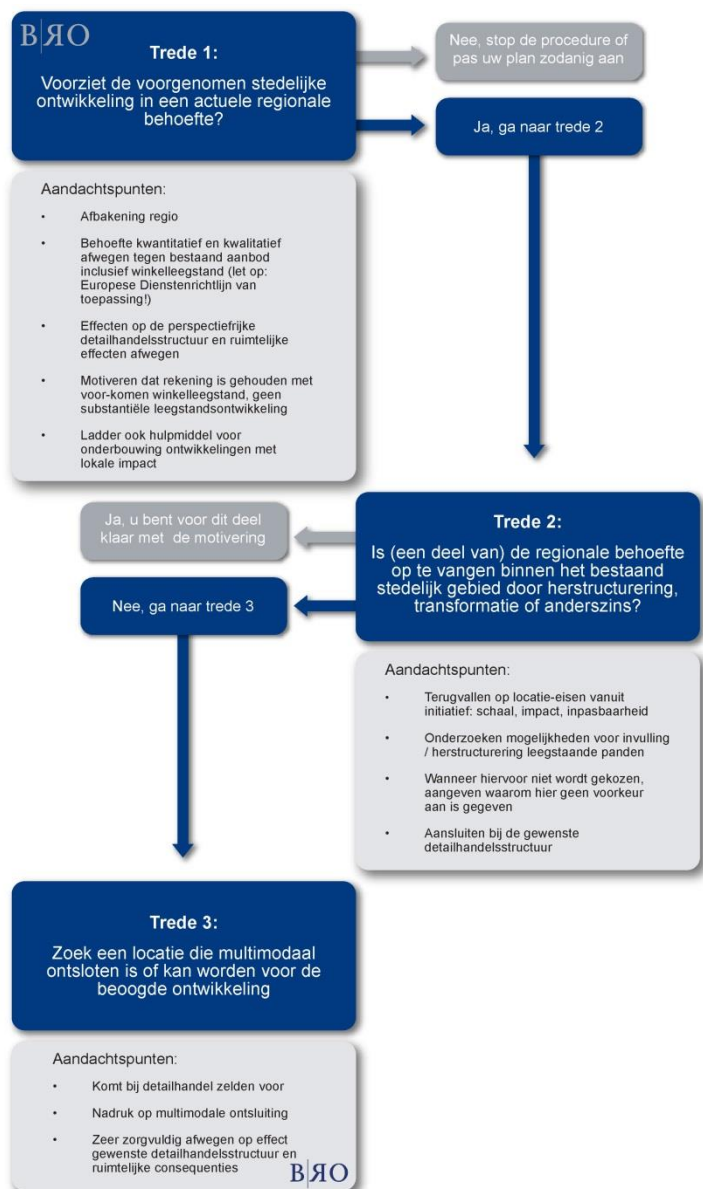 BRO
Trede 1:
Voorziet de voorgenomen stedelijke
ontwikkeling in een actuele regionale
behoefte?
Nee, stop de procedure of
pas uw plan zodanig aan
Ja, ga naar trede 2
Aandachtspunten:
• Afbakening regio
• Behoefte kwantitatief en kwalitatief
afwegen tegen bestaand aanbod
inclusief winkelleegstand (let op:
Europese Dienstenrichtlijn van
toepassing!)
• Effecten op de perspectiefrijke
detailhandelsstructuur en ruimtelijke
effecten afwegen
• Motiveren dat rekening is gehouden met
voor-komen winkelleegstand, geen
substantiële leegstandsontwikkeling
• Ladder ook hulpmiddel voor
onderbouwing ontwikkelingen met
lokale impact
Ja, u bent voor dit deel
klaar met de motivering
Nee, ga naar trede 3
Trede 2:
Is (een deel van) de regionale behoefte
op te vangen binnen het bestaand
stedelijk gebied door herstructurering,
transformatie of anderszins?
Aandachtspunten:
• Terugvallen op locatie-eisen vanuit
initiatief: schaal, impact, inpasbaarheid
• Onderzoeken mogelijkheden voor invulling
/ herstructurering leegstaande panden
• Wanneer hiervoor niet wordt gekozen,
aangeven waarom hier geen voorkeur
aan is gegeven
• Aansluiten bij de gewenste
detailhandelsstructuur
Trede 3:
Zoek een locatie die multimodaal
ontsloten is of kan worden voor de
beoogde ontwikkeling
Aandachtspunten:
• Komt bij detailhandel zelden voor
• Nadruk op multimodale ontsluiting
• Zeer zorgvuldig afwegen op effect
gewenste detailhandelsstructuur en
ruimtelijke consequenties
BRO